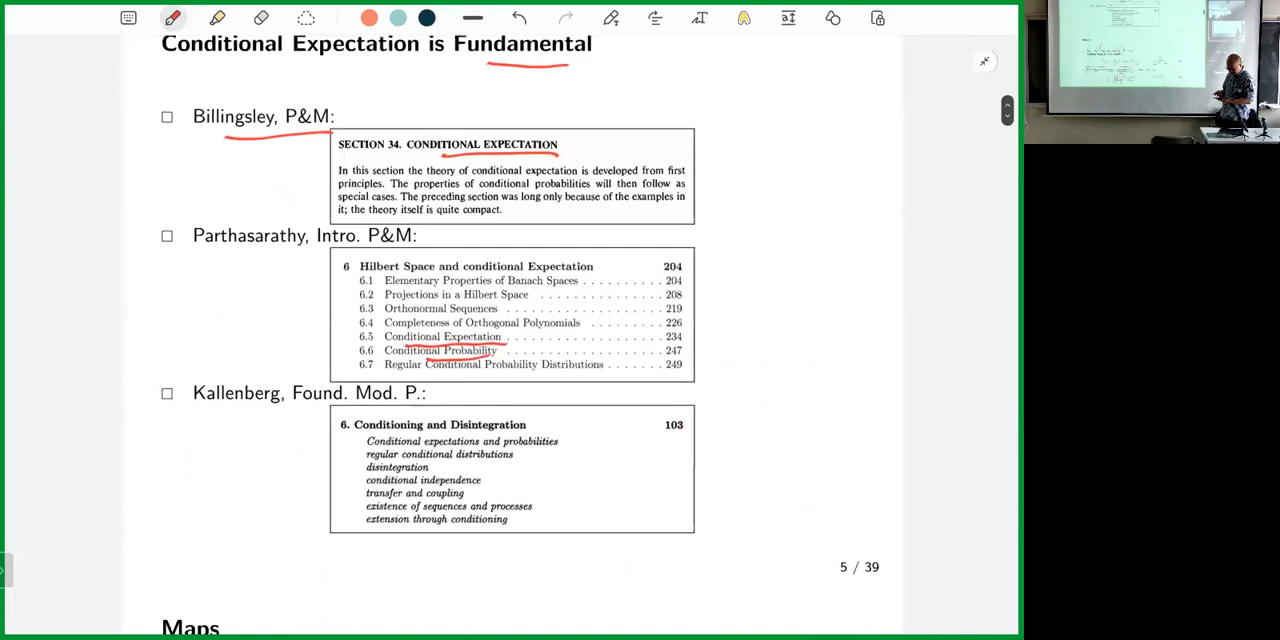 Conditional Expectation is Fundamental
Billingsley, P&M:
SECTION 34. CONDITIONAL EXPECTATION
In this section the theory of conditional expectation is developed from first
principles. The properties of conditional probabilities will then follow as
special cases. The preceding section was long only because of the examples in
it; the theory itself is quite compact.
Parthasarathy, Intro. P&M:
6 Hilbert Space and conditional Expectation 204
6.1 Elementary Properties of Banach Spaces . . . . . . . . 204
6.2 Projections in a Hilbert Space . . . . . . . . . . . . . . 208
6.3 Orthonormal Sequences . . . . . . . . . . . . . . . . . . 219
6.4 Completeness of Orthogonal Polynomials . . . . . . . 226
6.5 Conditional Expectation . . . . . . . . . . . . . . . . . . 234
6.6 Conditional Probability . . . . . . . . . . . . . . . . . . 247
6.7 Regular Conditional Probability Distributions . . . . . . . 249
Kallenberg, Found. Mod. P.:
6. Conditioning and Disintegration 103
Conditional expectations and probabilities
regular conditional distributions
disintegration
conditional independence
transfer and coupling
existence of sequences and processes
extension through conditioning
5 / 39
Maps